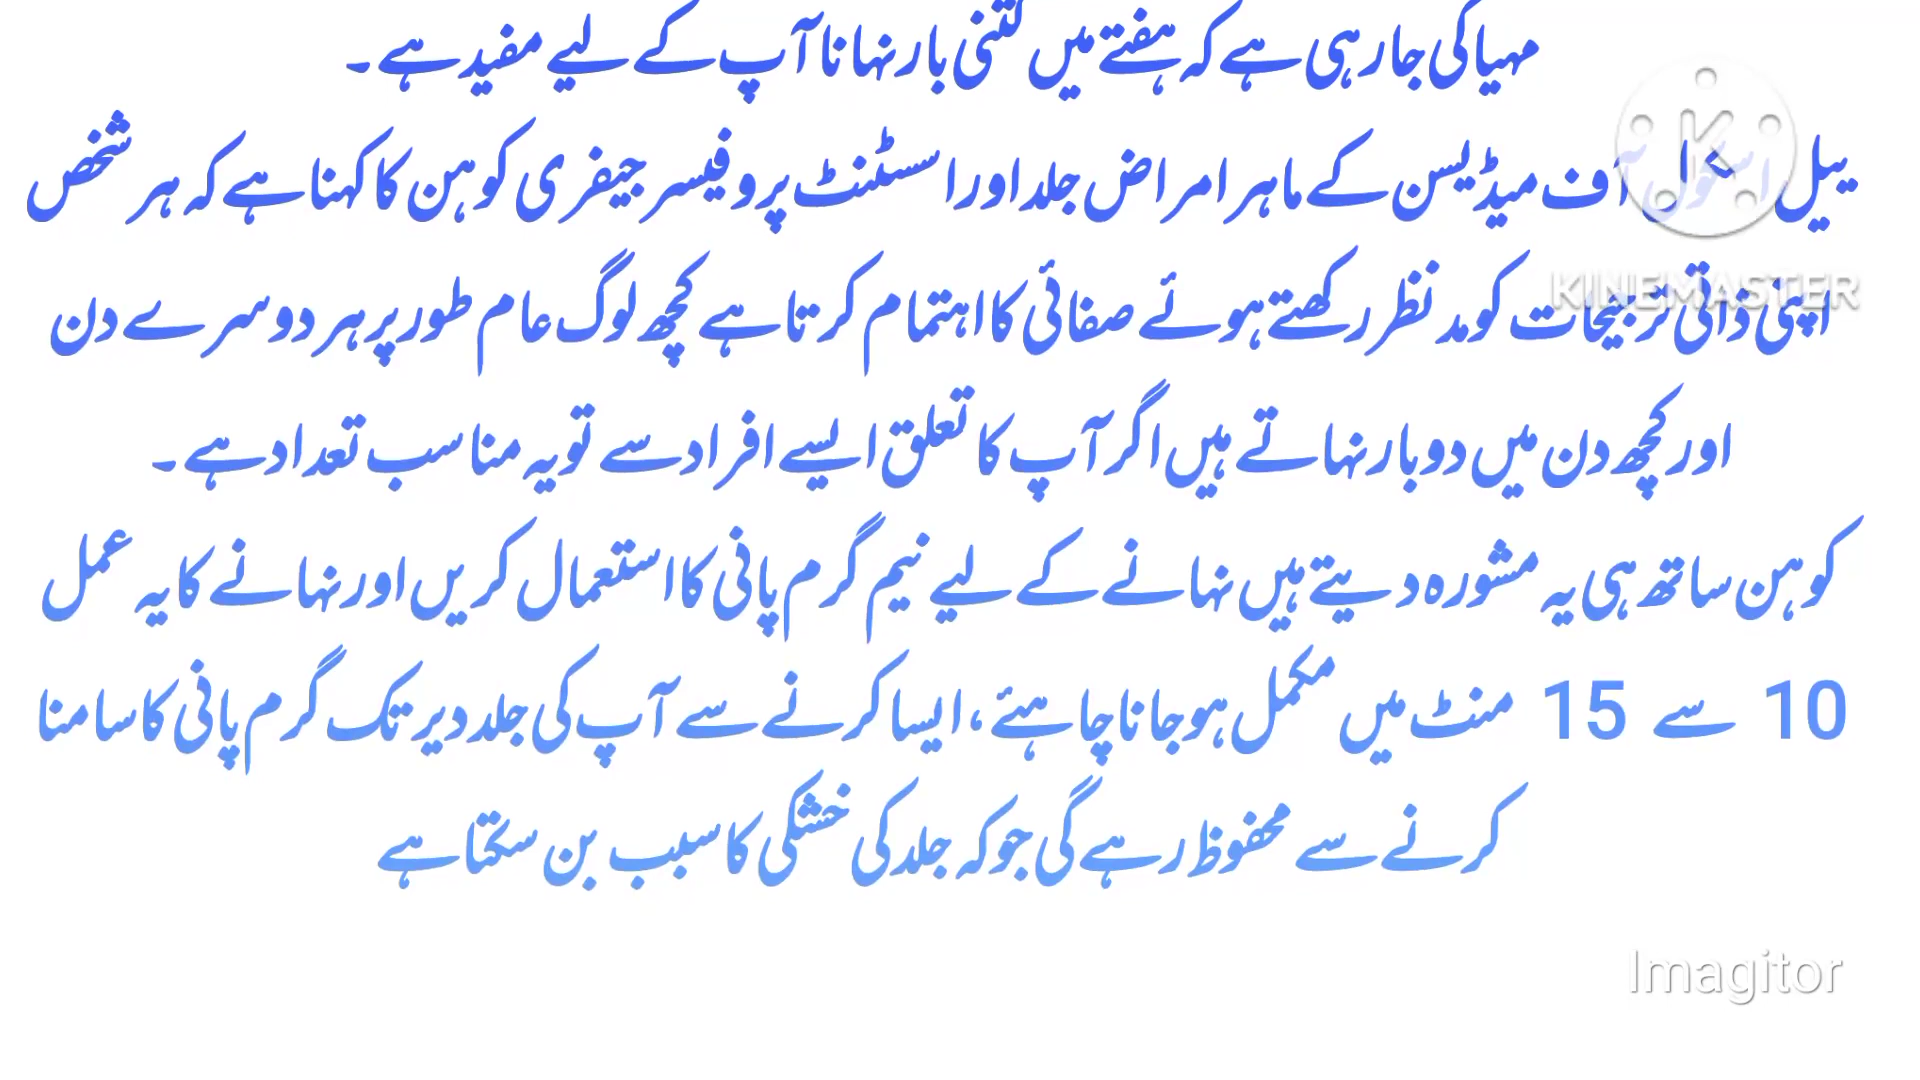 مہیا کی جارہی ہے کہ ہفتے میں کتنی بار نہانا آپ کے لیے مفید ہے۔
ییل اسکول آف میڈیسن کے ماہر امراض جلد اور اسسٹنٹ پروفیسر جیفری کوہن کا کہنا ہے کہ ہر شخص
اپنی ذاتی ترجیحات کو مد نظر رکھتے ہوئے صفائی کا اہتمام کرتا ہے کچھ لوگ عام طور پر ہر دوسرے دن
اور کچھ دن میں دو بار نہاتے ہیں اگر آپ کا تعلق ایسے افراد سے تو یہ مناسب تعداد ہے۔
کوہن ساتھ ہی یہ مشورہ دیتے ہیں نہانے کے لیے نیم گرم پانی کا استعمال کریں اور نہانے کا یہ عمل
10 سے 15 منٹ میں مکمل ہو جانا چاہئے، ایسا کرنے سے آپ کی جلد دیر تک گرم پانی کا سامنا
کرنے سے محفوظ رہے گی جو کہ جلد کی خشکی کا سبب بن سکتا ہے
K
KINEMASTER
Imagitor